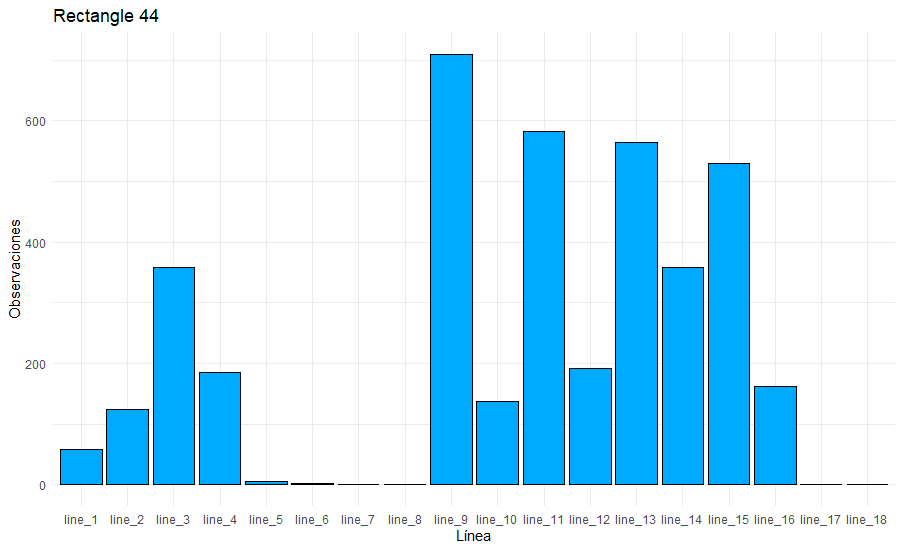 Rectangle 44
Observaciones
600
400
200
0
line_1 line_2 line_3 line_4 line_5 line_6 line_7 line_8 line_9 line_10 line_11 line_12 line_13 line_14 line_15 line_16 line_17 line_18
Línea